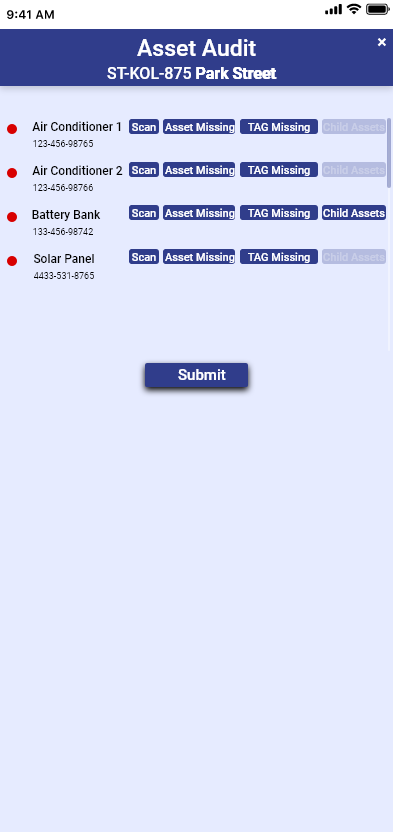 9:41 AM
Asset Audit
×
ST-KOL-875 Park Street
Air Conditioner 1 Scan Asset Missing TAG Missing Child Assets
123-456-98765
Air Conditioner 2 Scan Asset Missing TAG Missing Child Assets
123-456-98766
Battery Bank Scan Asset Missing TAG Missing Child Assets
133-456-98742
Solar Panel Scan Asset Missing TAG Missing Child Assets
4433-531-8765
Submit